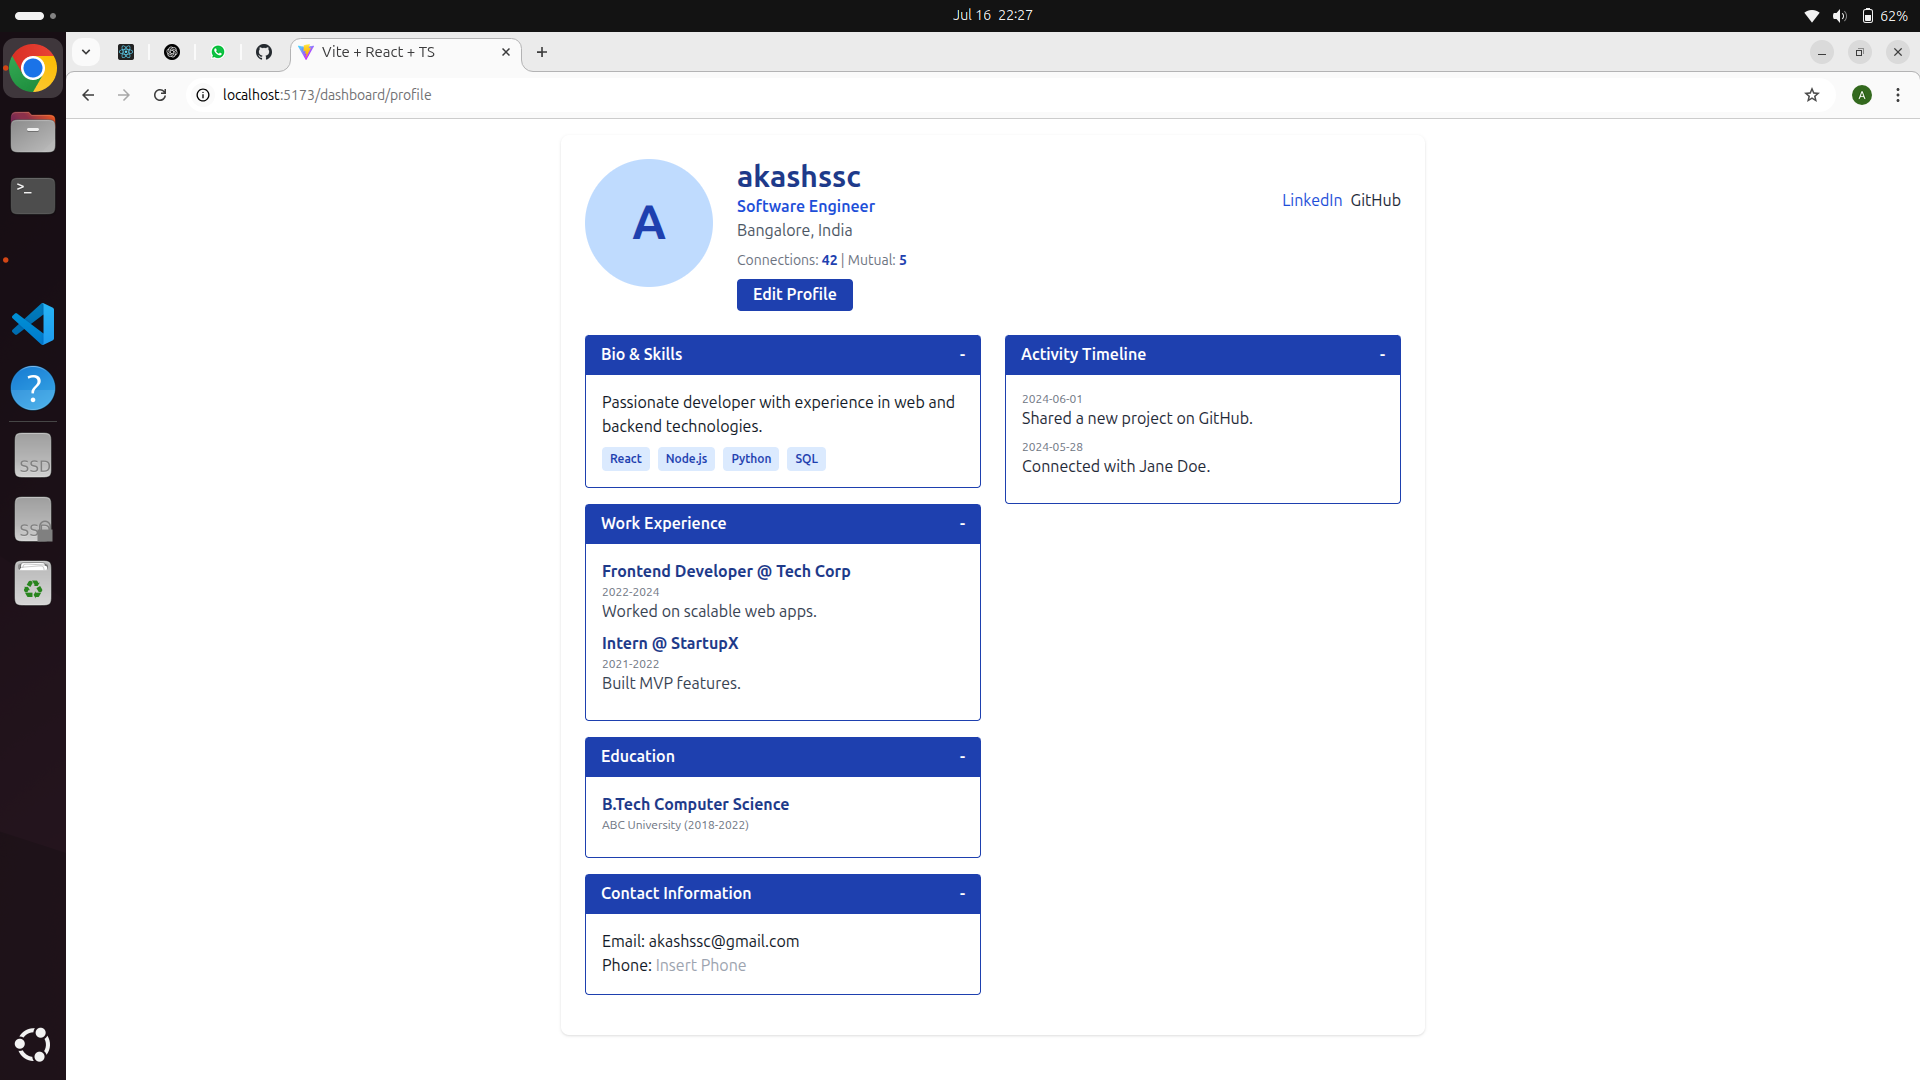 Jul 16 22:27
62%
Vite + React + TS
localhost:5173/dashboard/profile
A
>_
?
SSD
SSD
A
akashssc
Software Engineer
Bangalore, India
Connections: 42 | Mutual: 5
Edit Profile
LinkedIn GitHub
Bio & Skills -
Passionate developer with experience in web and
backend technologies.
React Node.js Python SQL
Work Experience -
Frontend Developer @ Tech Corp
2022-2024
Worked on scalable web apps.
Intern @ StartupX
2021-2022
Built MVP features.
Education -
B.Tech Computer Science
ABC University (2018-2022)
Contact Information -
Email: akashssc@gmail.com
Phone: Insert Phone
Activity Timeline -
2024-06-01
Shared a new project on GitHub.
2024-05-28
Connected with Jane Doe.